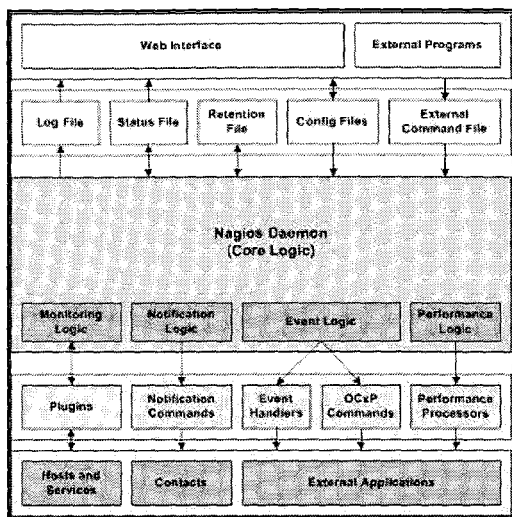 Web Interface
External Programs
Log File
Status File
Retention
File
Config Files
External
Command File
Nagios Daemon
(Core Logic)
Monitoring
Logic
Notification
Logic
Event Logic
Performance
Logic
Plugins
Notification
Commands
Event
Handlers
OCxP
Commands
Performance
Processors
Hosts and
Services
Contacts
External Applications